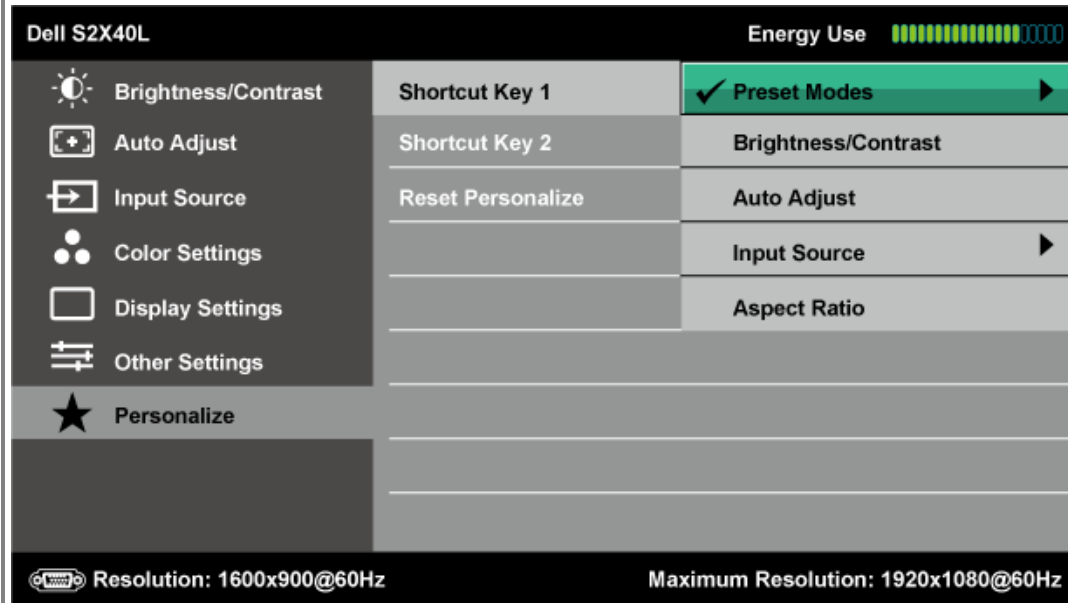 Dell S2X40L
Energy Use
Brightness/Contrast
Auto Adjust
Input Source
Color Settings
Display Settings
Other Settings
Personalize
Shortcut Key 1
Shortcut Key 2
Reset Personalize
Preset Modes
Brightness/Contrast
Auto Adjust
Input Source
Aspect Ratio
Resolution: 1600x900@60Hz
Maximum Resolution: 1920x1080@60Hz